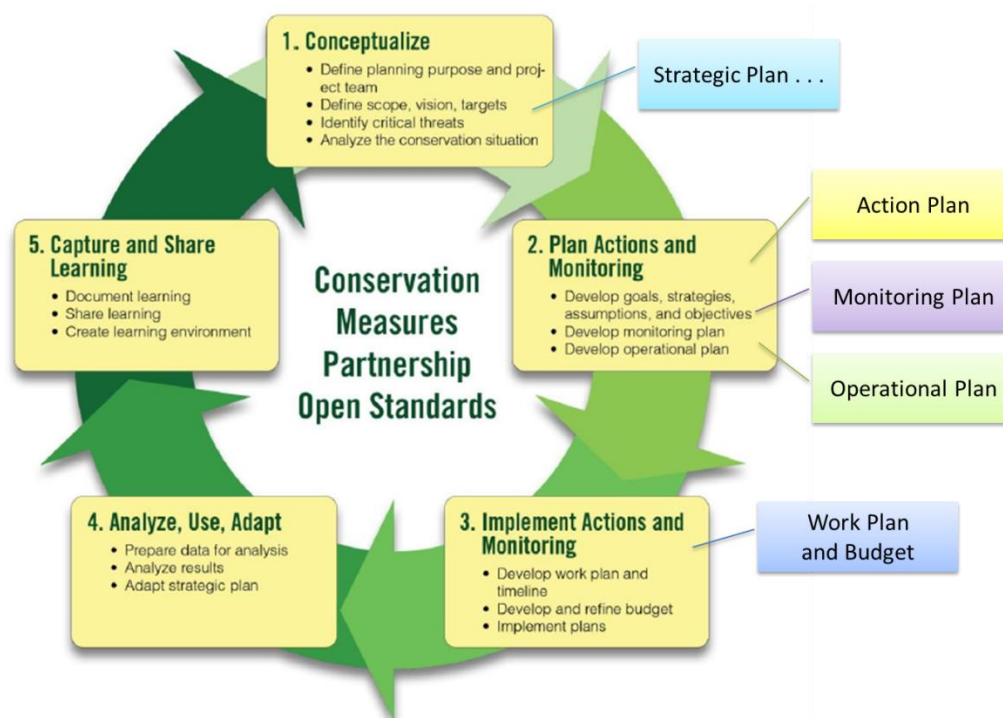 1. Conceptualize
• Define planning purpose and proj-
ect team
• Define scope, vision, targets
• Identify critical threats
• Analyze the conservation situation
Strategic Plan . . .
2. Plan Actions and
Monitoring
• Develop goals, strategies,
assumptions, and objectives
• Develop monitoring plan
• Develop operational plan
Action Plan
Monitoring Plan
Operational Plan
5. Capture and Share
Learning
• Document learning
• Share learning
• Create learning environment
Conservation
Measures
Partnership
Open Standards
4. Analyze, Use, Adapt
• Prepare data for analysis
• Analyze results
• Adapt strategic plan
3. Implement Actions and
Monitoring
• Develop work plan and
timeline
• Develop and refine budget
• Implement plans
Work Plan
and Budget